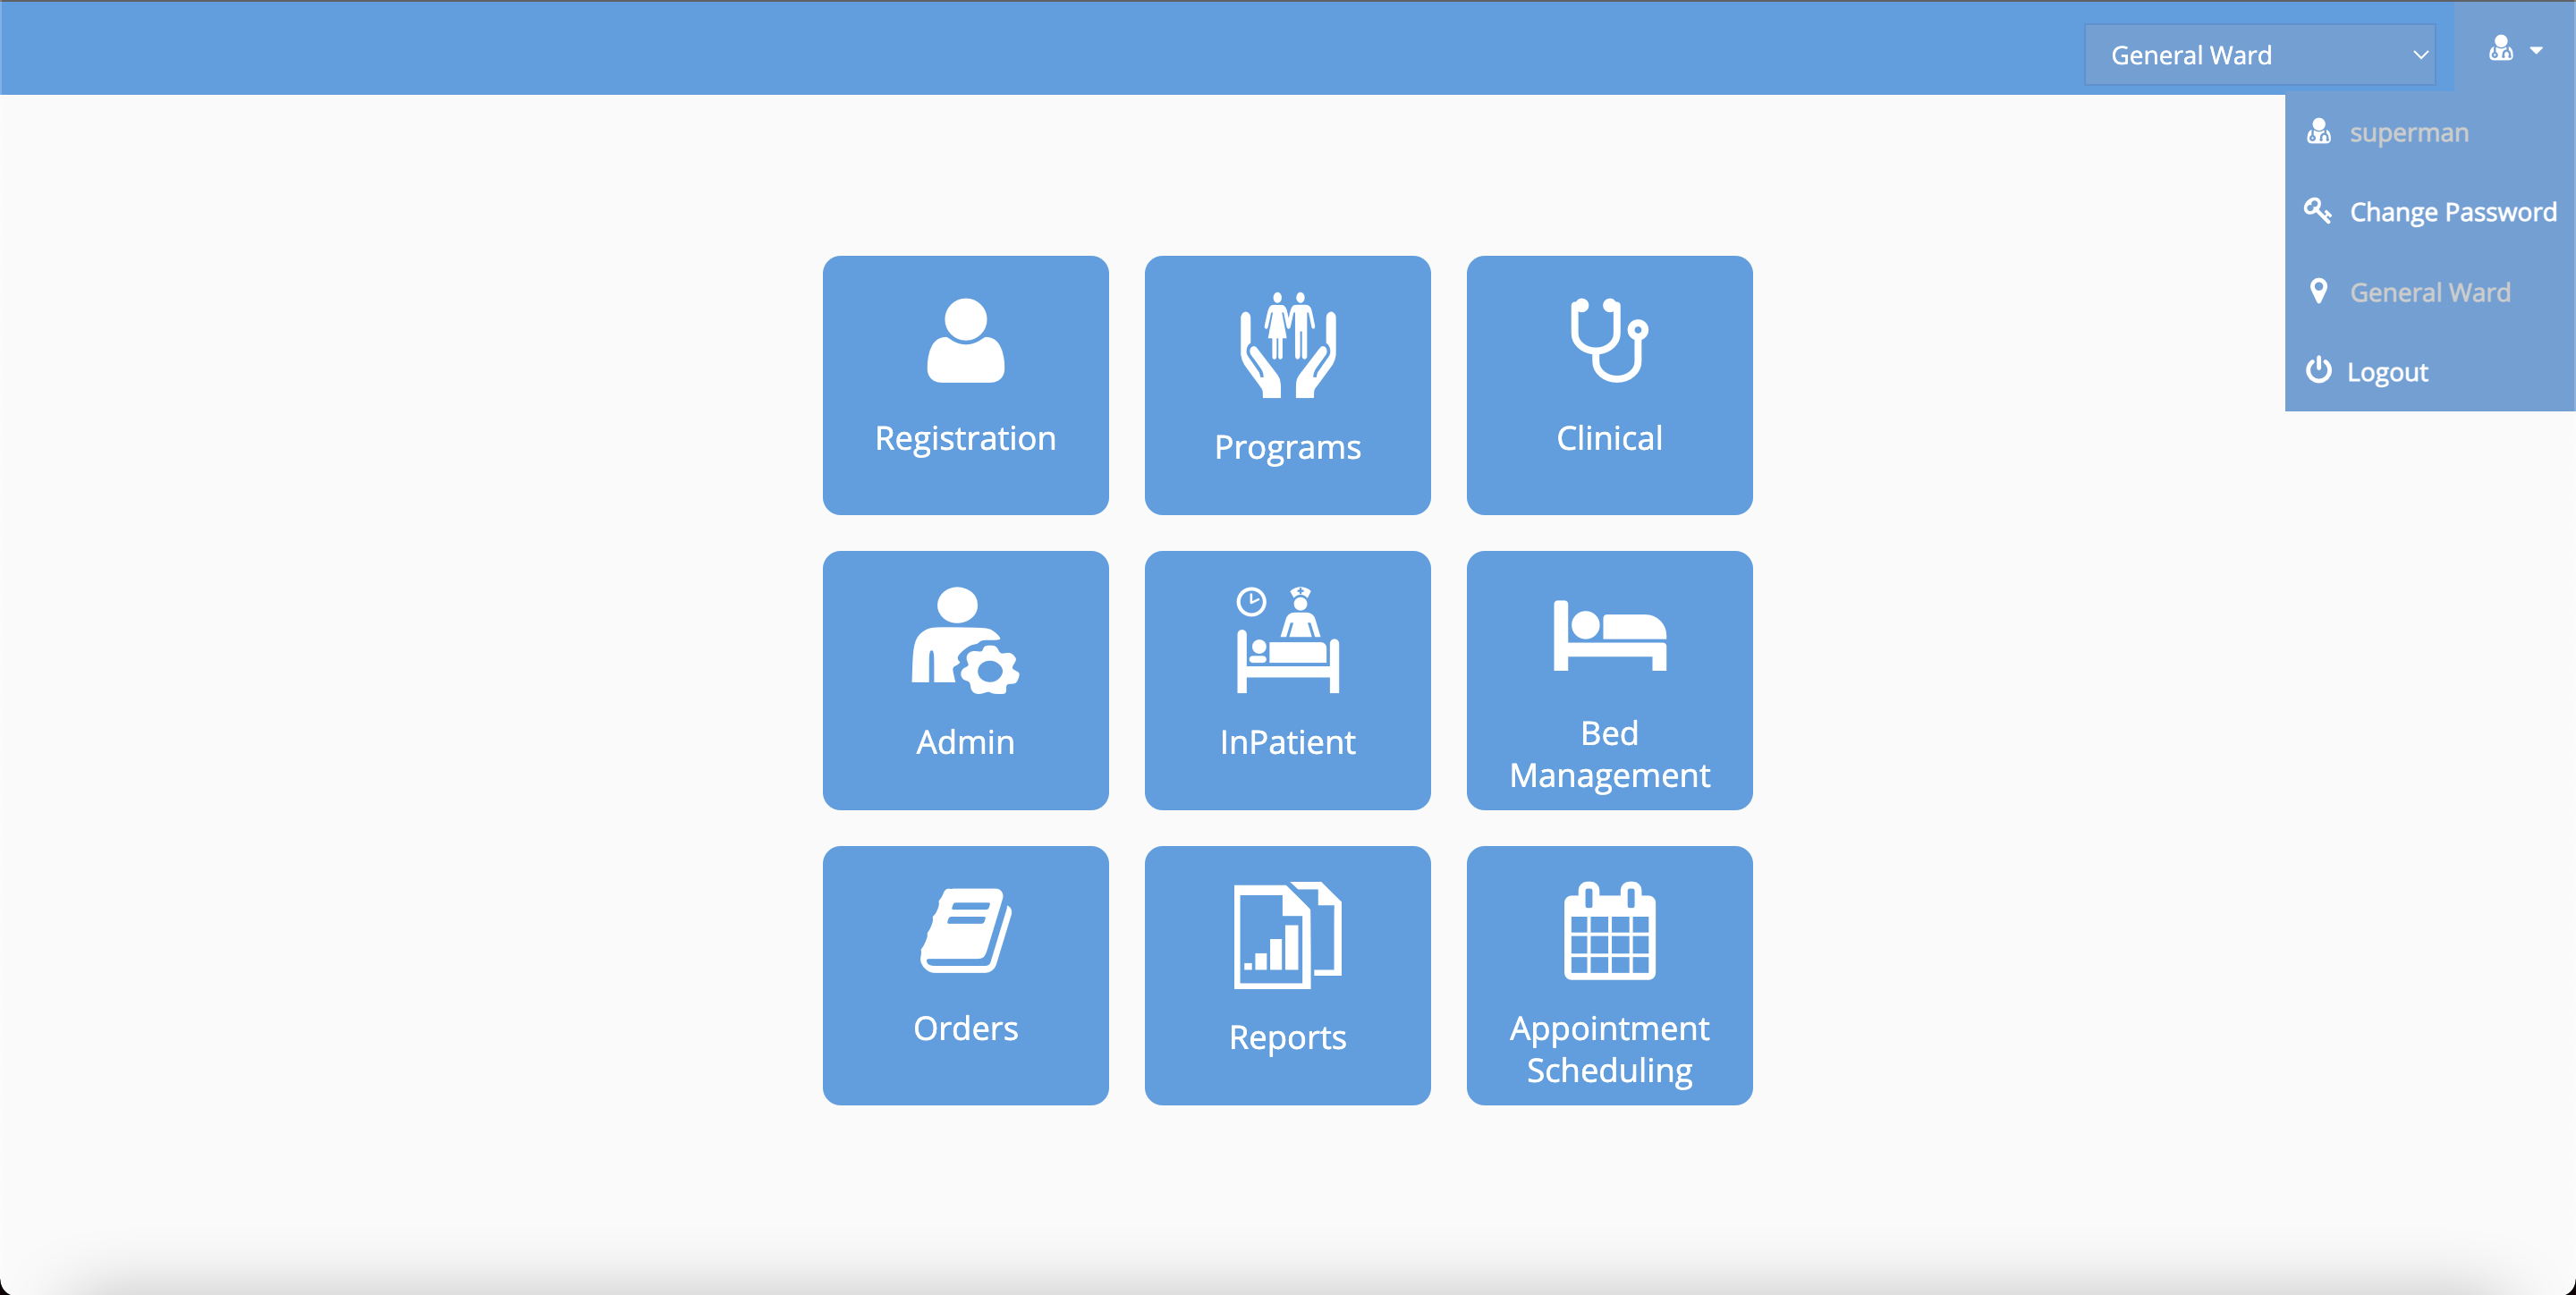 General Ward
superman
Change Password
General Ward
Logout
Registration
Programs
Clinical
Admin
InPatient
Bed
Management
Orders
Reports
Appointment
Scheduling